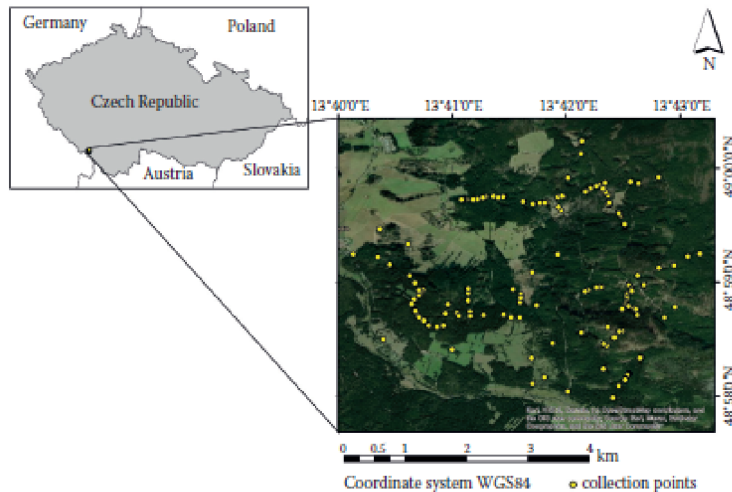 Germany
Poland
Czech Republic
Austria
Slovakia
N
13°40'0"E 13°41'0"E 13°42'0"E 13°43'0"E
49°00'0"N
48°59'0"N
48°58'0"N
0 0.5 1 2 3 4
km
Coordinate system WGS84 collection points